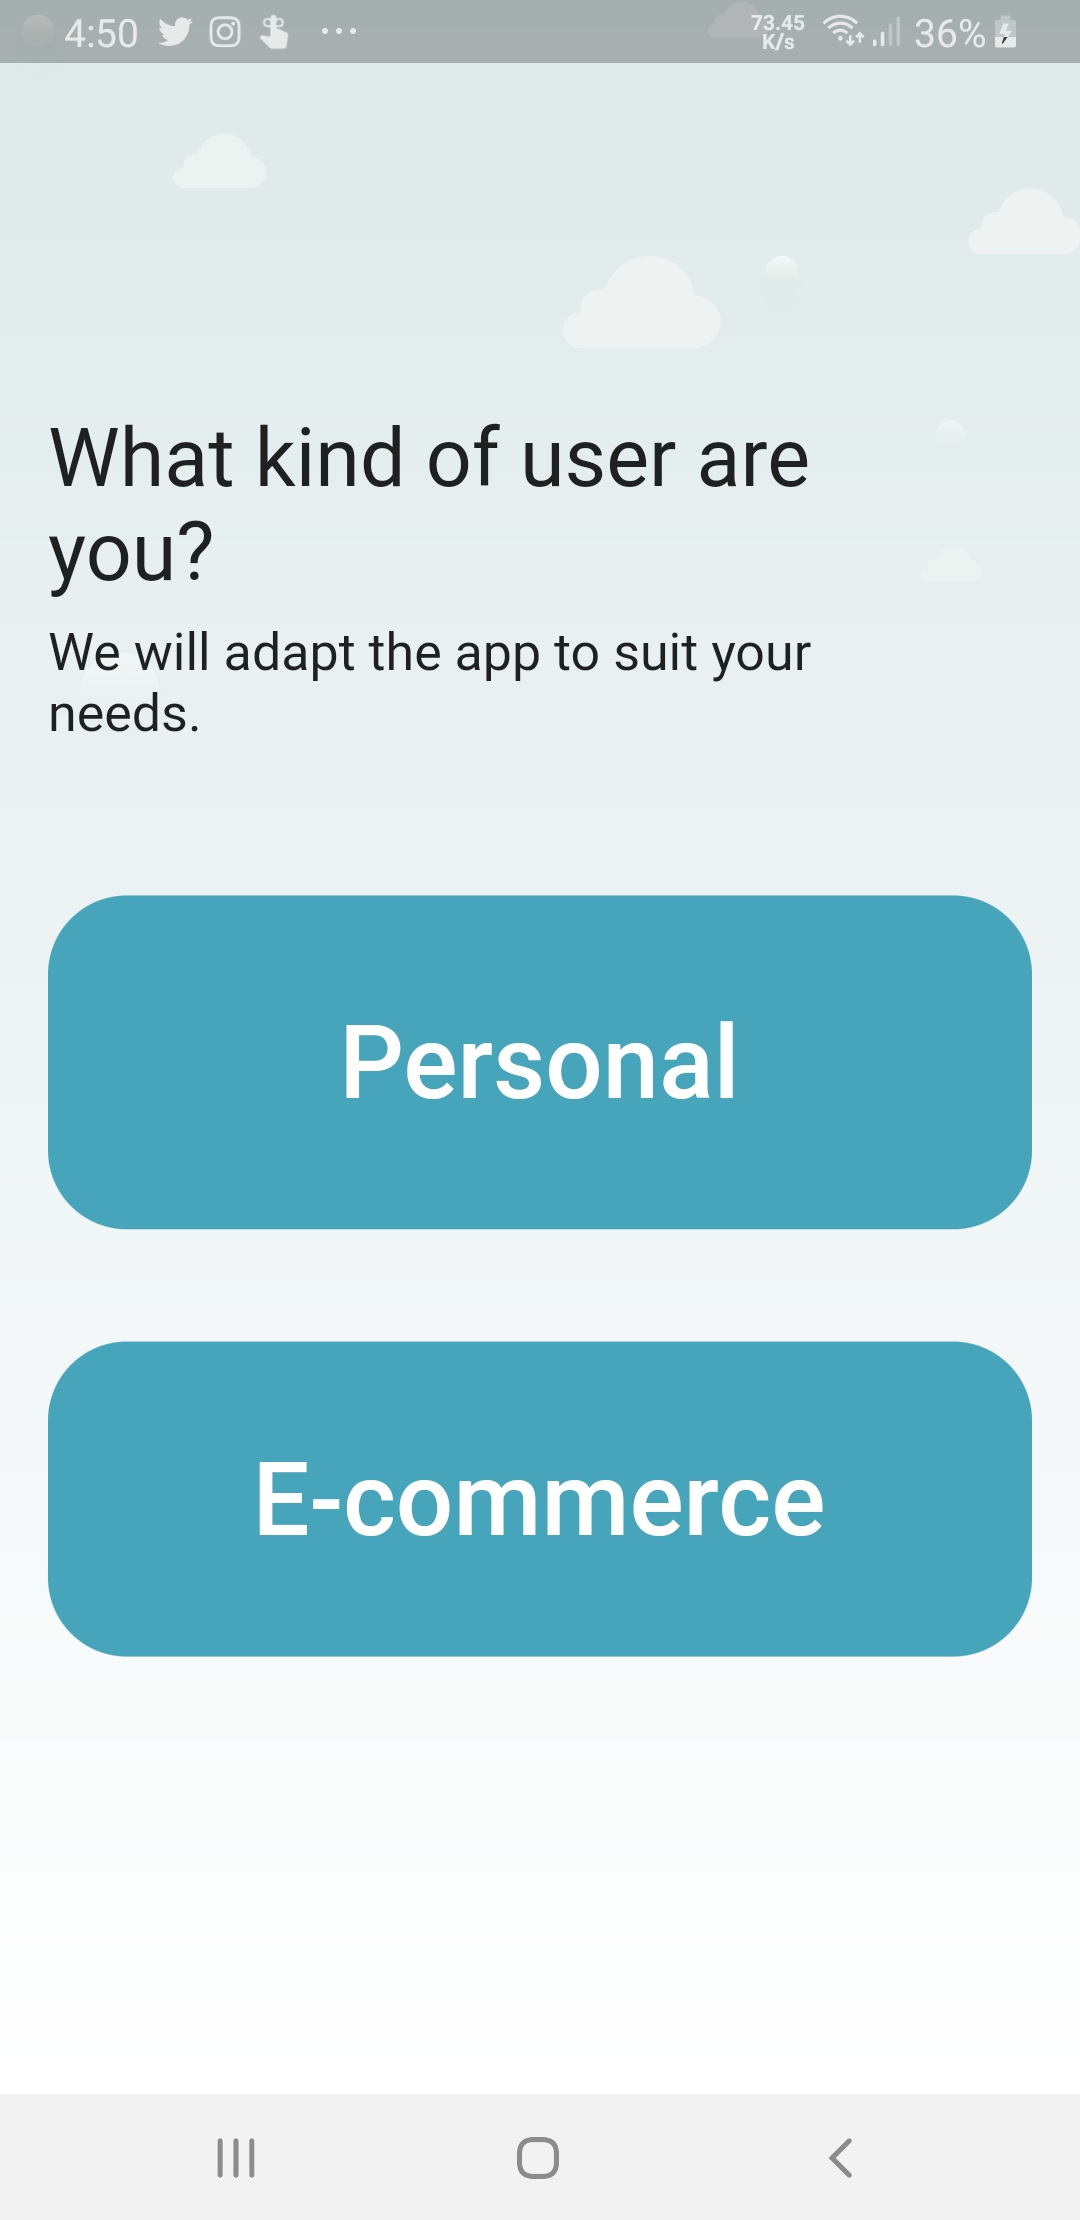 4:50
73.45
K/s
36%
What kind of user are
you?
We will adapt the app to suit your
needs.
Personal
E-commerce